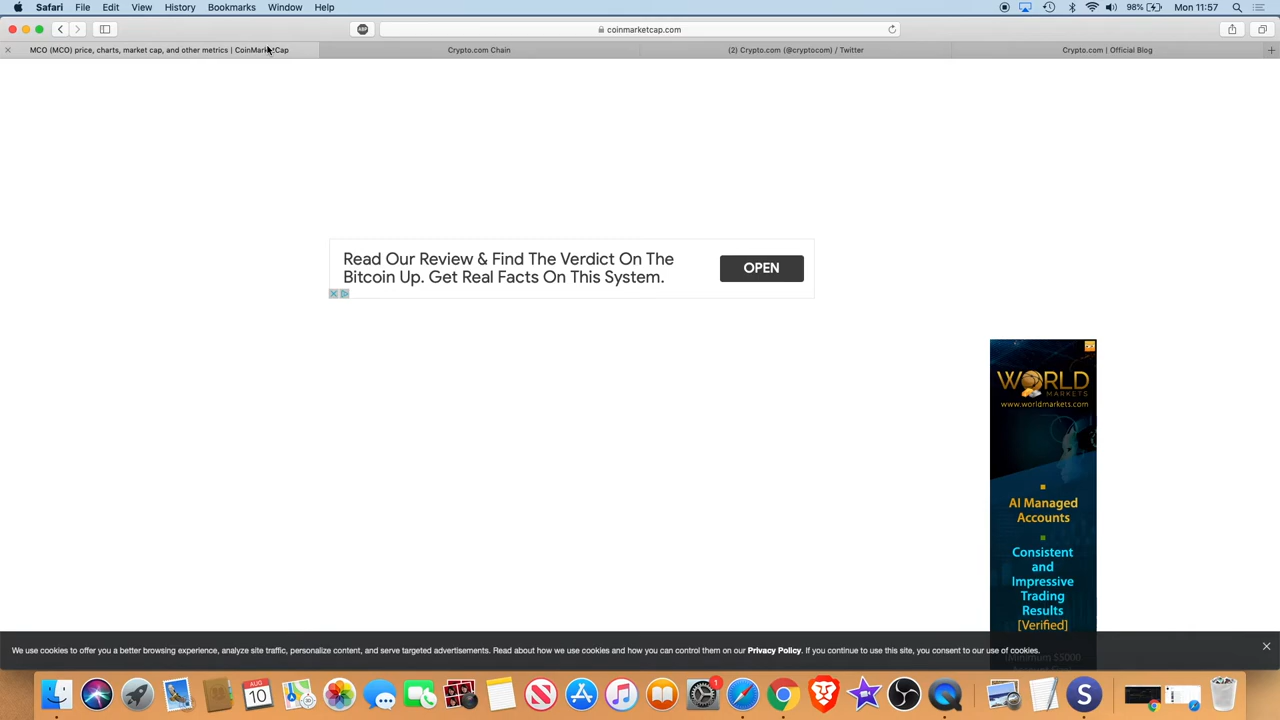 Safari File Edit View History Bookmarks Window Help 98% Mon 11:57
ABP coinmarketcap.com
MCO (MCO) price, charts, market cap, and other metrics | CoinMarketCap Crypto.com Chain (2) Crypto.com (@cryptocom) / Twitter Crypto.com | Official Blog
Read Our Review & Find The Verdict On The
Bitcoin Up. Get Real Facts On This System.
OPEN
WORLD
MARKETS
www.worldmarkets.com
AI Managed
Accounts
Consistent
and
Impressive
Trading
Results
[Verified]
(Minimum $5000
We use cookies to offer you a better browsing experience, analyze site traffic, personalize content, and serve targeted advertisements. Read about how we use cookies and how you can control them on our Privacy Policy. If you continue to use this site, you consent to our use of cookies.
AUG
10
1
S